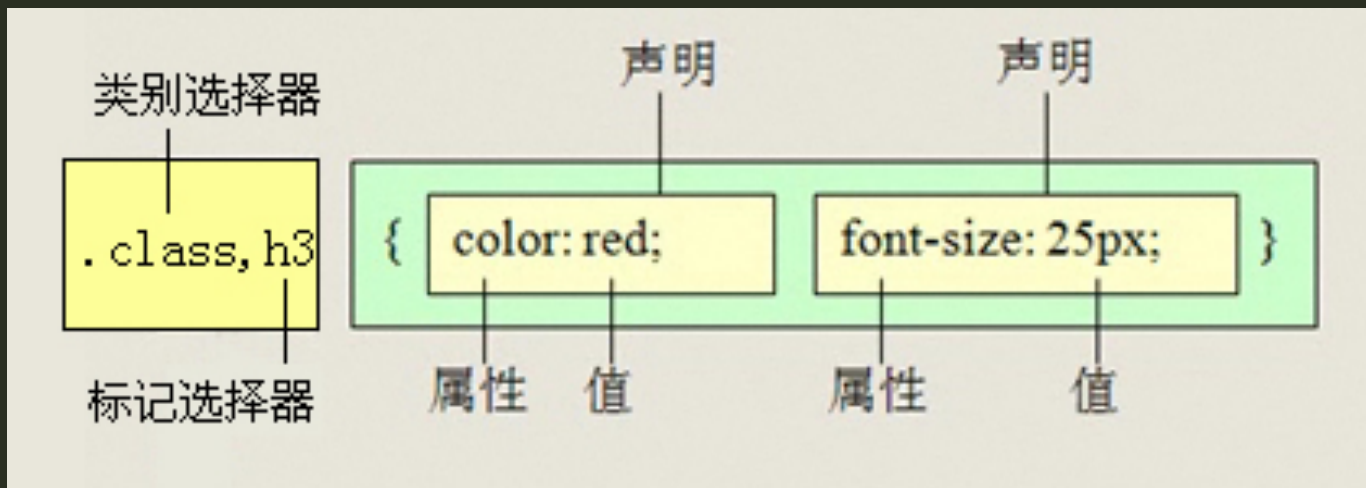 声明 声明
类别选择器
.class,h3 { color: red; font-size: 25px; }
属性 值 属性 值
标记选择器